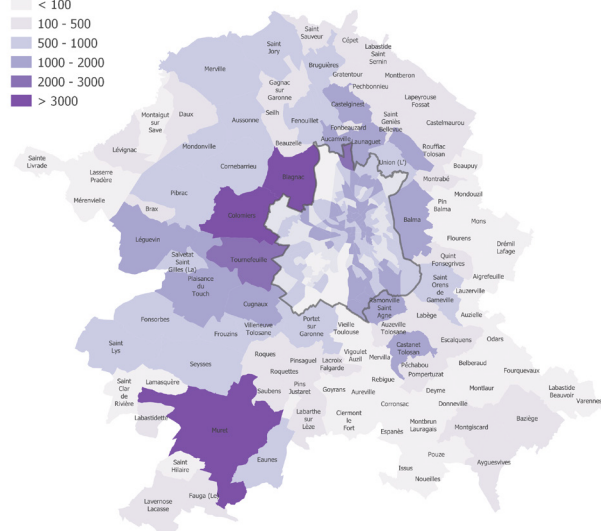 < 100
100 - 500
500 - 1000
1000 - 2000
2000 - 3000
> 3000
Saint
Sauveur
Cépet
Saint
Jory
Labastide
Saint
Sernin
Bruguières
Merville
Gratentour
Montberon
Pechbonnieu
Gagnac
sur
Garonne
Lapeyrouse
Fossat
Castelginest
Montaigut
sur
Save
Daux
Seilh
Fenouillet
Saint
Geniès
Bellevue
Castelmaurou
Aussonne
Fonbeauzard
Lévignac
Aucamville
Launaguet
Beauzelle
Rouffiac
Tolosan
Mondonville
Sainte
Livrade
Lasserre
Pradère
Cornebarrieu
Union (L')
Beaupuy
Blagnac
Montrabé
Pibrac
Mondouzil
Mérenvielle
Brax
Pin
Balma
Colomiers
Balma
Mons
Léguevin
Flourens
Drémil
Lafage
Salvetat
Saint
Gilles (La)
Tournefeuille
Quint
Fonsegrives
Aigrefeuille
Plaisance
du
Touch
Saint
Orens
de
Gameville
Lauzerville
Cugnaux
Ramonville
Saint
Agne
Labège
Auzielle
Fonsorbes
Portet
sur
Garonne
Villeneuve
Tolosane
Vieille
Toulouse
Auzeville
Tolosane
Frouzins
Saint
Lys
Castanet
Tolosan
Escalquens
Odars
Roques
Pinsaguel
Vigoulet
Auzil
Mervilla
Seysses
Lacroix
Falgarde
Péchabou
Belberaud
Fourquevaux
Roquettes
Rebigue
Pompertuzat
Saint
Clar
de
Rivière
Lamasquère
Saubens
Pins
Justaret
Goyrans
Aureville
Deyme
Montlaur
Labastide
Beauvoir
Varennes
Corronsac
Donneville
Labastidette
Labarthe
sur
Lèze
Clermont
le
Fort
Montbrun
Lauragais
Baziège
Muret
Espanès
Montgiscard
Eaunes
Pouze
Saint
Hilaire
Issus
Ayguesvives
Noueilles
Lavernose
Lacasse
Fauga (Le)